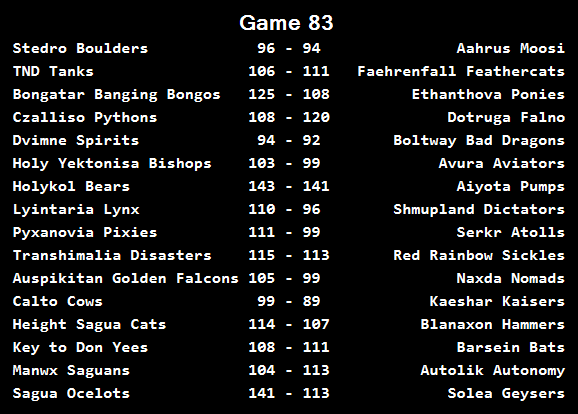 Game 83
Stedro Boulders 96 - 94 Aahrus Moosi
TND Tanks 106 - 111 Faehrenfall Feathercats
Bongatar Banging Bongos 125 - 108 Ethanthova Ponies
Czalliso Pythons 108 - 120 Dotruga Falno
Dvimne Spirits 94 - 92 Boltway Bad Dragons
Holy Yektonisa Bishops 103 - 99 Avura Aviators
Holykol Bears 143 - 141 Aiyota Pumps
Lyintaria Lynx 110 - 96 Shmupland Dictators
Pyxanovia Pixies 111 - 99 Serkr Atolls
Transhimalia Disasters 115 - 113 Red Rainbow Sickles
Auspikitan Golden Falcons 105 - 99 Naxda Nomads
Calto Cows 99 - 89 Kaeshar Kaisers
Height Sagua Cats 114 - 107 Blanaxon Hammers
Key to Don Yees 108 - 111 Barsein Bats
Manwx Saguans 104 - 113 Autolik Autonomy
Sagua Ocelots 141 - 113 Solea Geysers